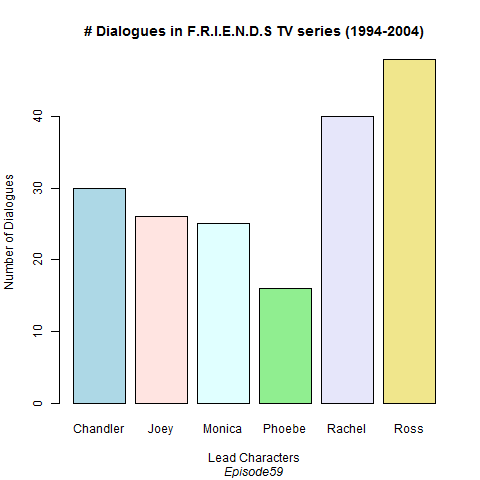 # Dialogues in F.R.I.E.N.D.S TV series (1994-2004)
Number of Dialogues
40
30
20
10
0
Chandler Joey Monica Phoebe Rachel Ross
Lead Characters
Episode59